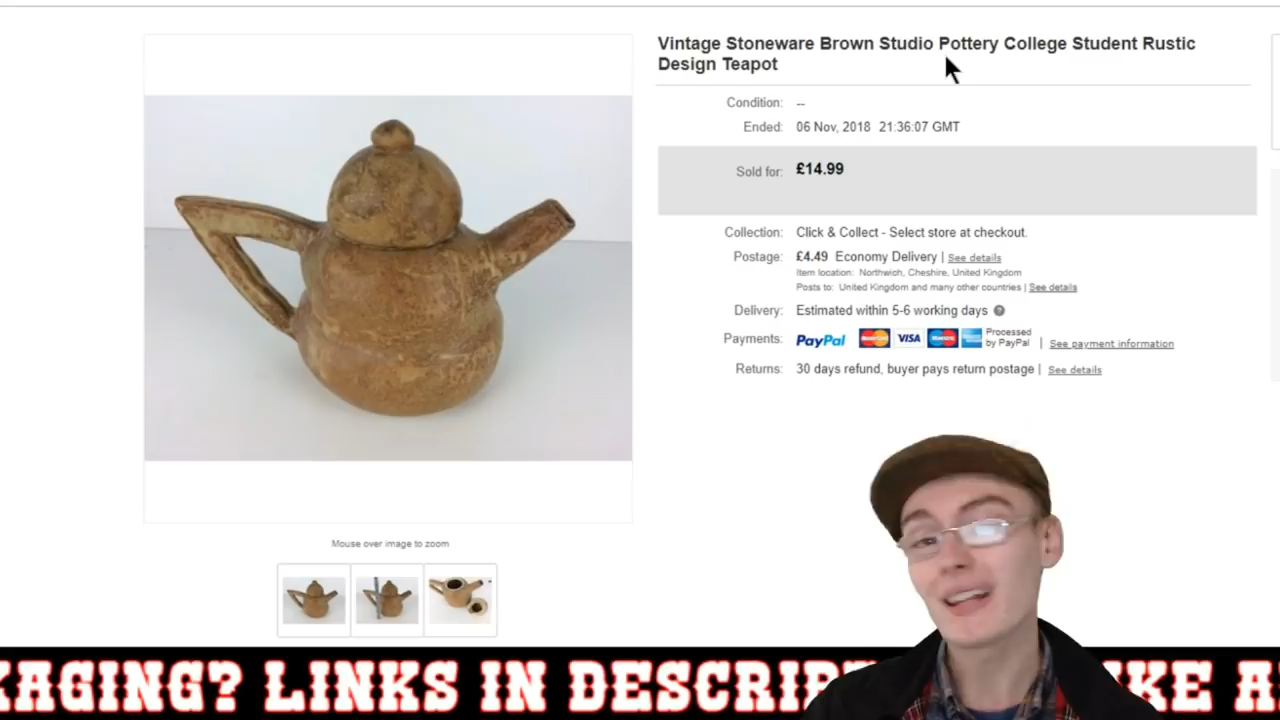 Vintage Stoneware Brown Studio Pottery College Student Rustic
Design Teapot
Condition: --
Ended: 06 Nov, 2018 21:36:07 GMT
Sold for: £14.99
Collection: Click & Collect - Select store at checkout.
Postage: £4.49 Economy Delivery | See details
Item location: Northwich, Cheshire, United Kingdom
Posts to: United Kingdom and many other countries | See details
Delivery: Estimated within 5-6 working days
Payments: PayPal MasterCard VISA Maestro Processed
by PayPal | See payment information
Returns: 30 days refund, buyer pays return postage | See details
Mouse over image to zoom
KAGING? LINKS IN DESCRIP KE A